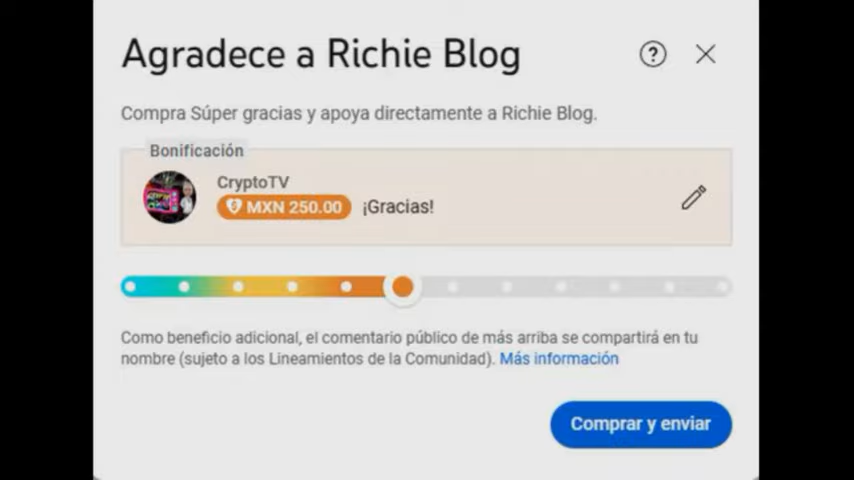 Agradece a Richie Blog
Compra Súper gracias y apoya directamente a Richie Blog.
Bonificación
CryptoTV
MXN 250.00 ¡Gracias!
Como beneficio adicional, el comentario público de más arriba se compartirá en tu
nombre (sujeto a los Lineamientos de la Comunidad). Más información
Comprar y enviar